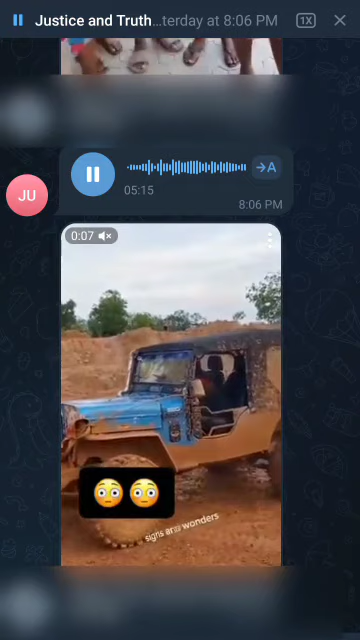 Justice and Truth...terday at 8:06 PM
1X
05:15
A
8:06 PM
JU
0:07
signs and wonders